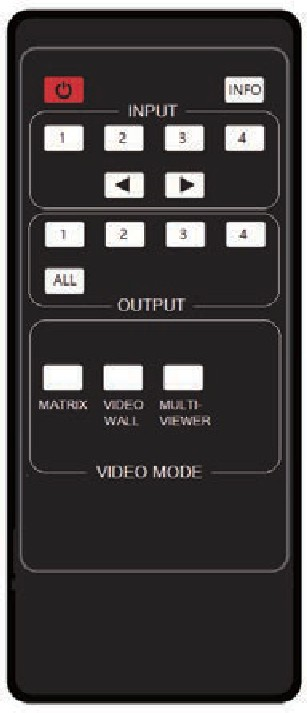 INFO
INPUT
1 2 3 4
1 2 3 4
ALL
OUTPUT
MATRIX VIDEO WALL MULTI-VIEWER
VIDEO MODE